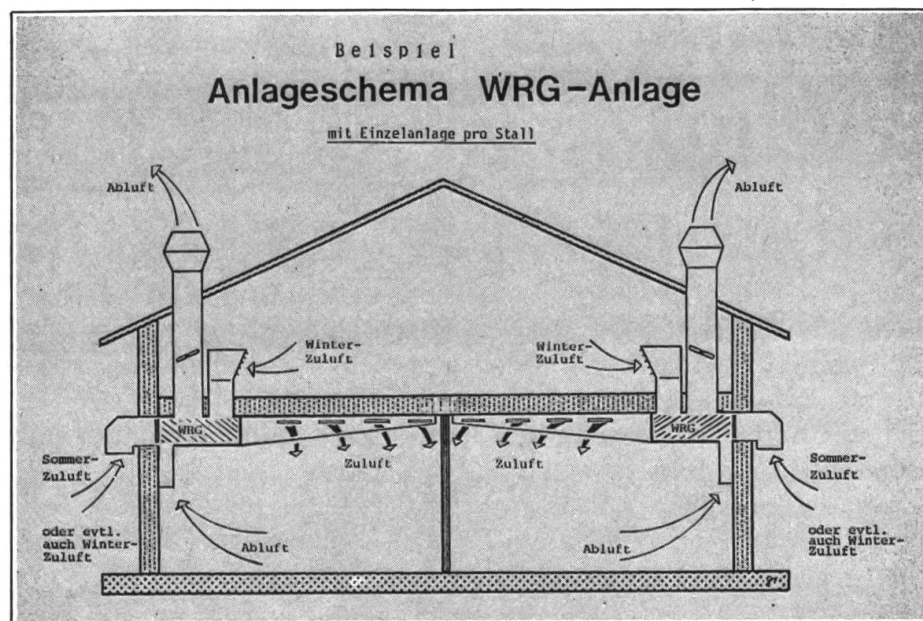 Beispiel
Anlageschema WRG-Anlage
mit Einzelanlage pro Stall
Abluft
Abluft
Winter-
Zuluft
Winter-
Zuluft
WRG
WRG
Sommer-
Zuluft
Zuluft
Zuluft
Sommer-
Zuluft
oder evtl.
auch Winter-
Zuluft
Abluft
Abluft
oder evtl.
auch Winter-
Zuluft